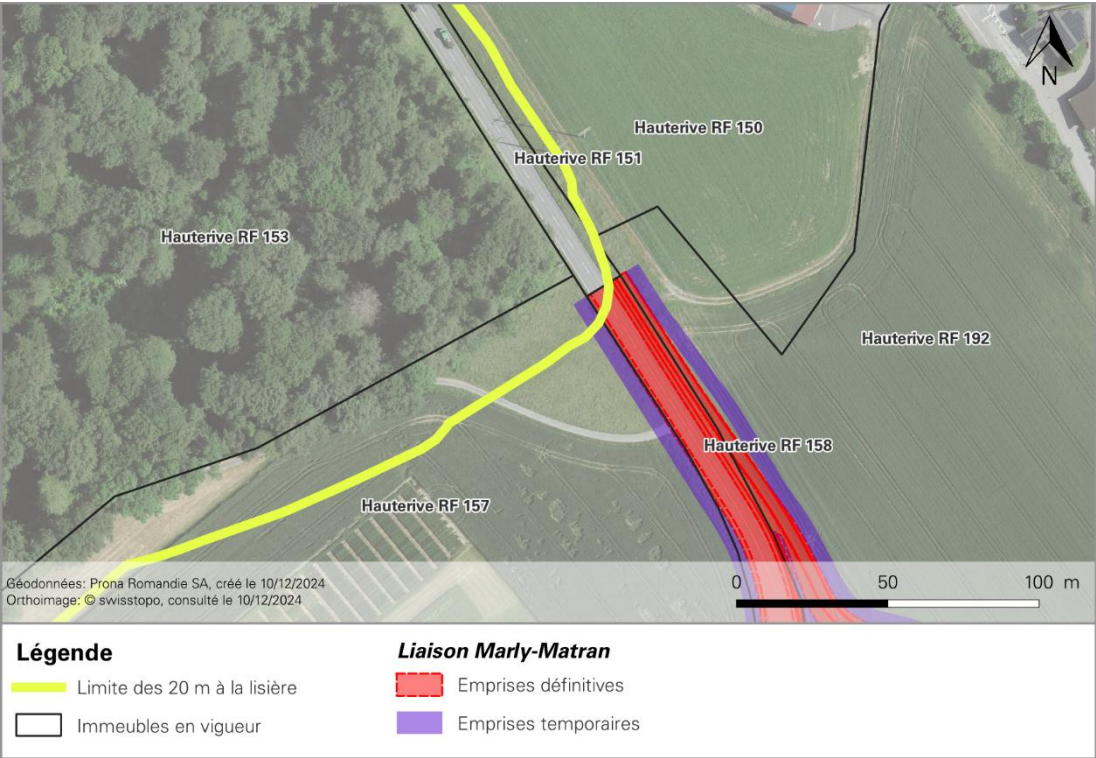 N
Hauterive RF 150
Hauterive RF 151
Hauterive RF 153
Hauterive RF 192
Hauterive RF 158
Hauterive RF 157
Géodonnées: Prona Romandie SA, créé le 10/12/2024
Orthoimage: © swisstopo, consulté le 10/12/2024
0 50 100 m
Légende
Limite des 20 m à la lisière
Immeubles en vigueur
Liaison Marly-Matran
Emprises définitives
Emprises temporaires